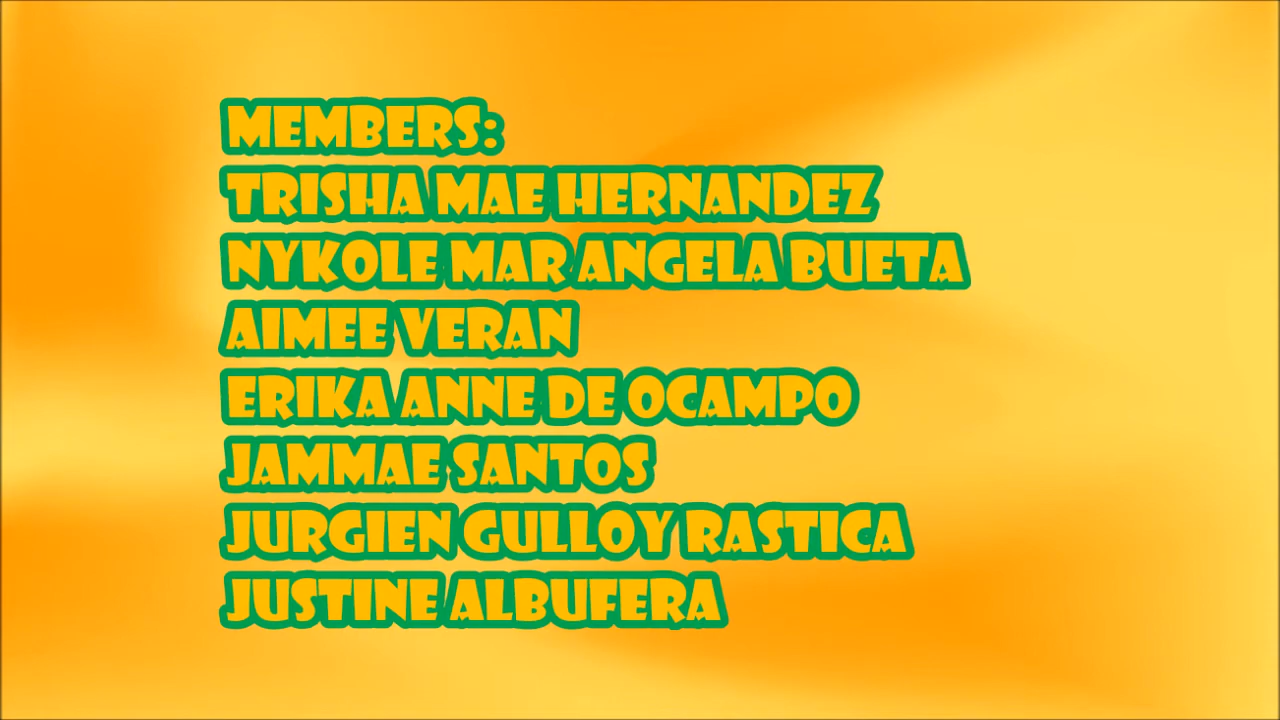 MEMBERS:
TRISHA MAE HERNANDEZ
NYKOLE MAR ANGELA BUETA
AIMEE VERAN
ERIKA ANNE DE OCAMPO
JAMMAE SANTOS
JURGIEN GULLOY RASTICA
JUSTINE ALBUFERA